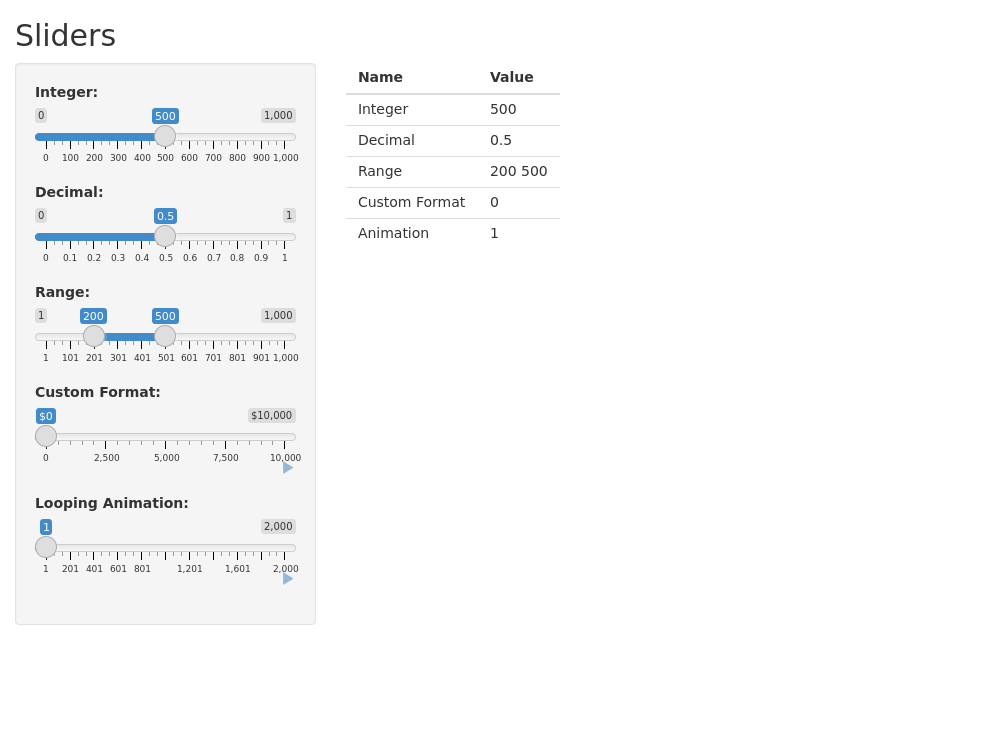 Sliders
Integer:
0 500 1,000
0 100 200 300 400 500 600 700 800 900 1,000
Decimal:
0 0.5 1
0 0.1 0.2 0.3 0.4 0.5 0.6 0.7 0.8 0.9 1
Range:
1 200 500 1,000
1 101 201 301 401 501 601 701 801 901 1,000
Custom Format:
$0 $10,000
0 2,500 5,000 7,500 10,000
Looping Animation:
1 2,000
1 201 401 601 801 1,201 1,601 2,000
Name Value
Integer 500
Decimal 0.5
Range 200 500
Custom Format 0
Animation 1